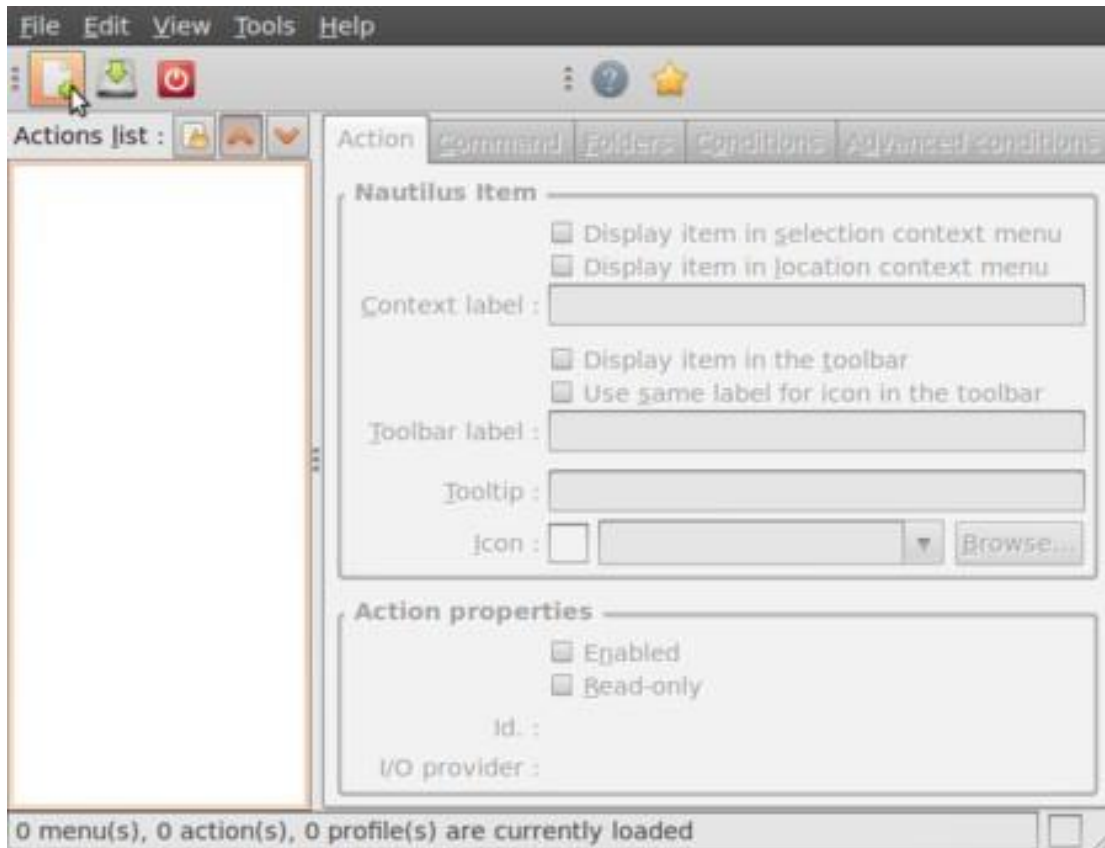 File Edit View Tools Help
Actions list :
Action Command Folders Conditions Advanced conditions
Nautilus Item
Display item in selection context menu
Display item in location context menu
Context label :
Display item in the toolbar
Use same label for icon in the toolbar
Toolbar label :
Tooltip :
Icon :
Browse...
Action properties
Enabled
Read-only
Id. :
I/O provider :
0 menu(s), 0 action(s), 0 profile(s) are currently loaded